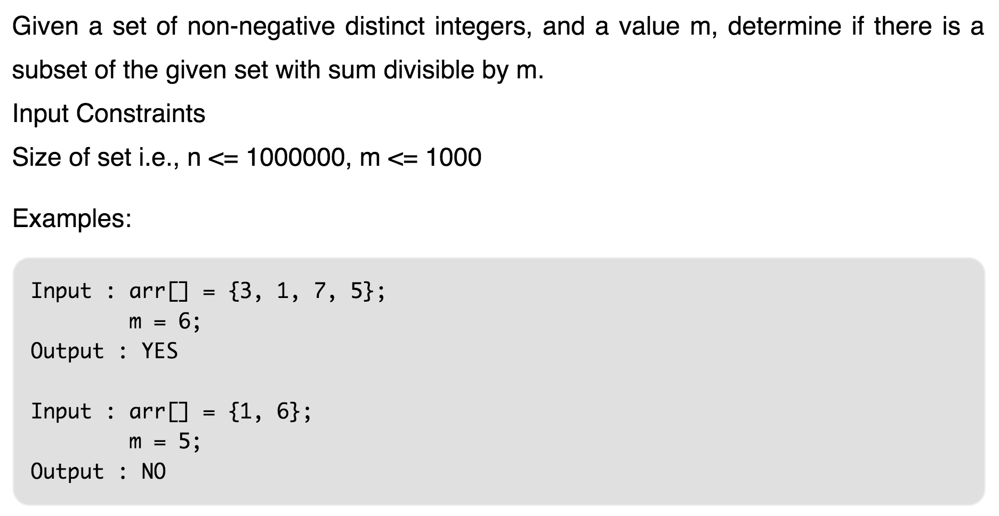 Given a set of non-negative distinct integers, and a value m, determine if there is a
subset of the given set with sum divisible by m.
Input Constraints
Size of set i.e., n <= 1000000, m <= 1000
Examples:
Input : arr[] = {3, 1, 7, 5};
        m = 6;
Output : YES
Input : arr[] = {1, 6};
        m = 5;
Output : NO